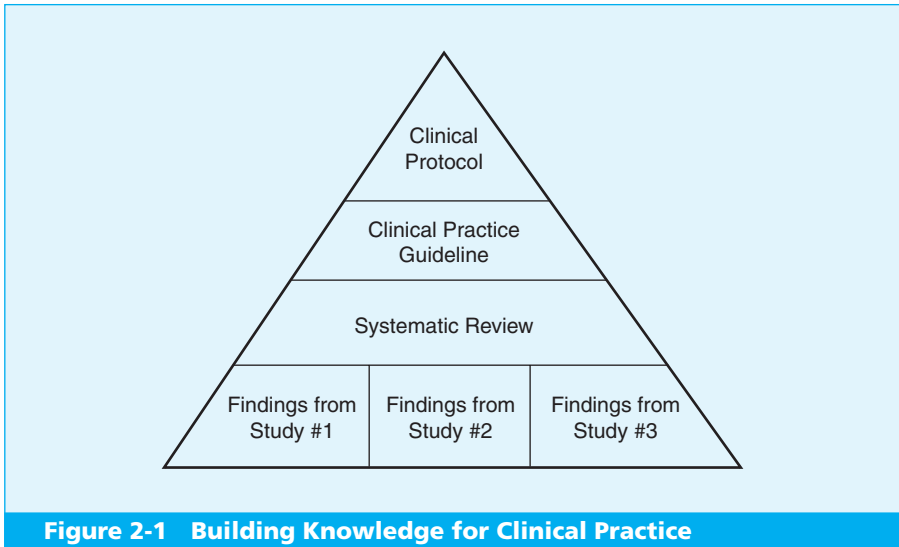 Clinical
Protocol
Clinical Practice
Guideline
Systematic Review
Findings from
Study #1
Findings from
Study #2
Findings from
Study #3
Figure 2-1 Building Knowledge for Clinical Practice